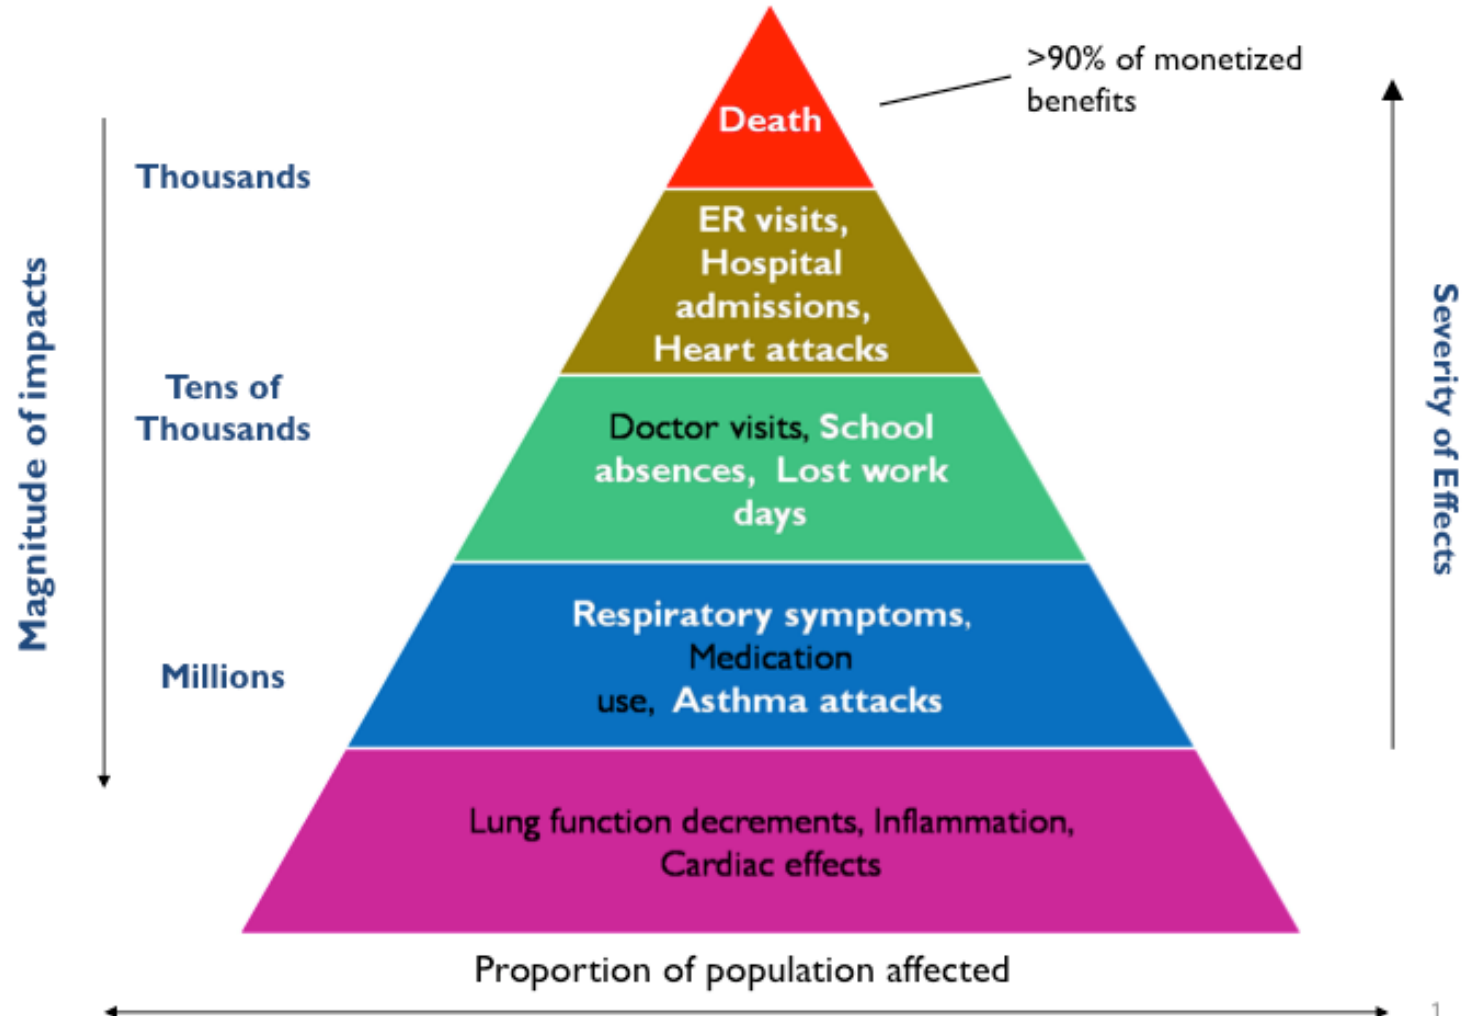 >90% of monetized
benefits
Death
Thousands
ER visits,
Hospital
admissions,
Heart attacks
Tens of
Thousands
Doctor visits, School
absences, Lost work
days
Magnitude of impacts
Severity of Effects
Respiratory symptoms,
Medication
use, Asthma attacks
Millions
Lung function decrements, Inflammation,
Cardiac effects
Proportion of population affected
1